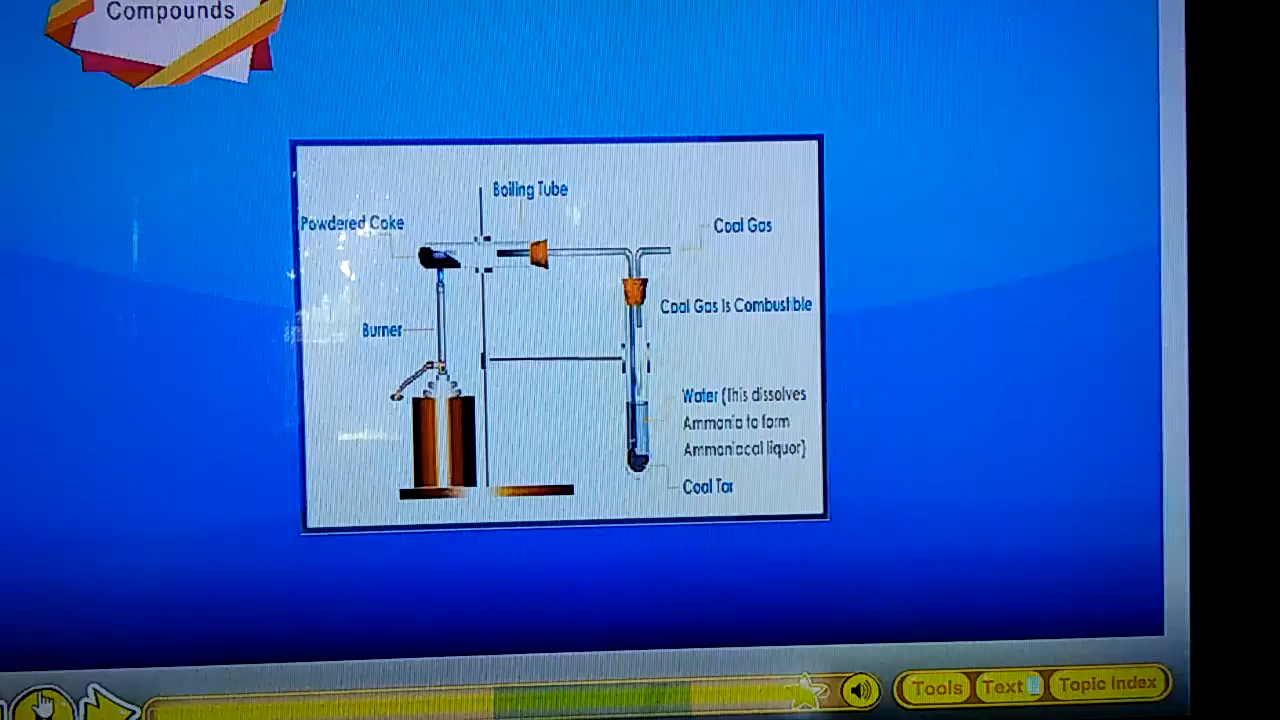 Compounds
Boiling Tube
Powdered Coke
Coal Gas
Coal Gas Is Combustible
Burner
Water (This dissolves
Ammonia to form
Ammoniacal liquor)
Coal Tar
Tools
Text
Topic Index